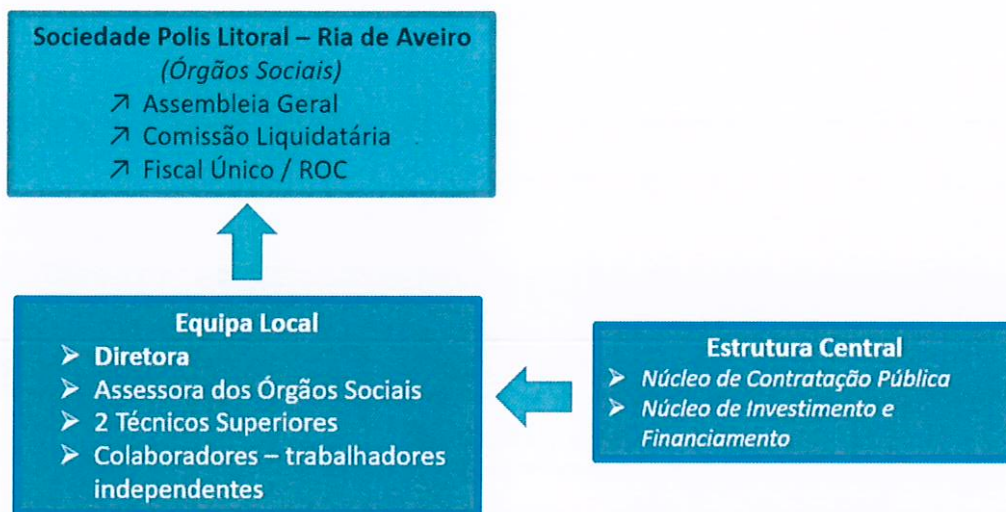 Sociedade Polis Litoral – Ria de Aveiro
(Órgãos Sociais)
↗ Assembleia Geral
↗ Comissão Liquidatária
↗ Fiscal Único / ROC
Equipa Local
➢ Diretora
➢ Assessora dos Órgãos Sociais
➢ 2 Técnicos Superiores
➢ Colaboradores – trabalhadores
independentes
Estrutura Central
➢ Núcleo de Contratação Pública
➢ Núcleo de Investimento e
Financiamento